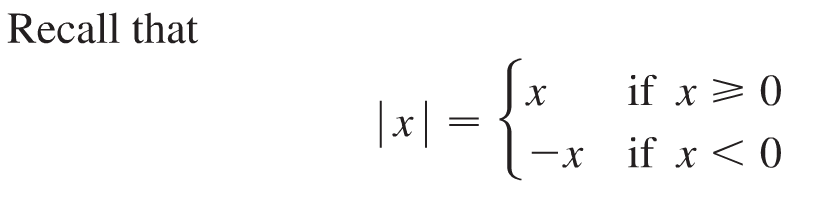 Recall that
|x| = { x if x ⩾ 0
−x if x < 0